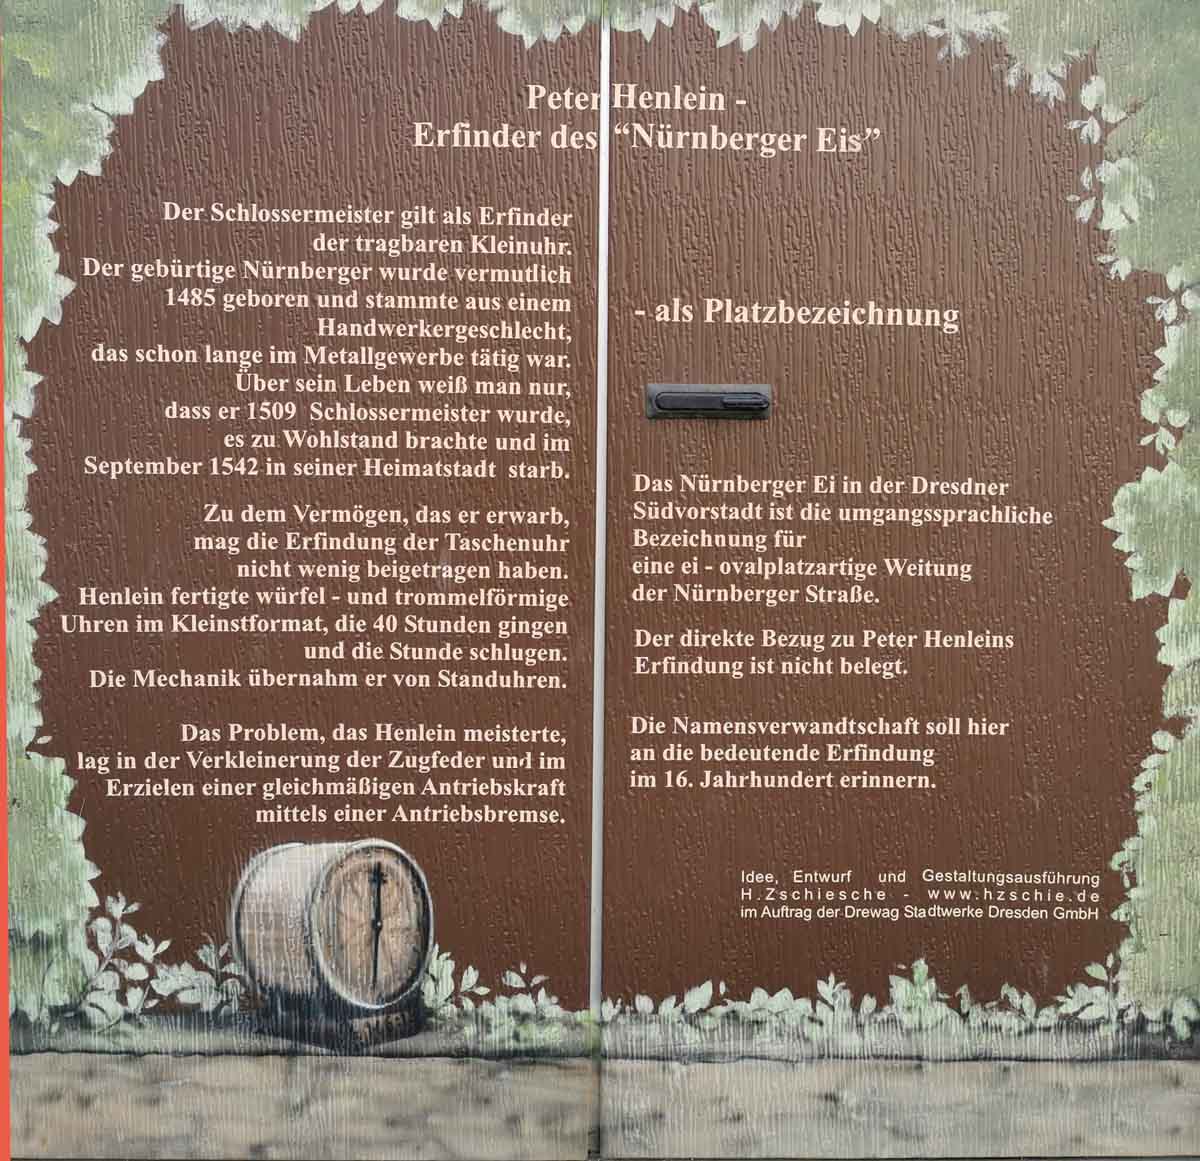 Peter Henlein -
Erfinder des “Nürnberger Eis”
Der Schlossermeister gilt als Erfinder
der tragbaren Kleinuhr.
Der gebürtige Nürnberger wurde vermutlich
1485 geboren und stammte aus einem
Handwerkergeschlecht,
das schon lange im Metallgewerbe tätig war.
Über sein Leben weiß man nur,
dass er 1509 Schlossermeister wurde,
es zu Wohlstand brachte und im
September 1542 in seiner Heimatstadt starb.
Zu dem Vermögen, das er erwarb,
mag die Erfindung der Taschenuhr
nicht wenig beigetragen haben.
Henlein fertigte würfel - und trommelförmige
Uhren im Kleinstformat, die 40 Stunden gingen
und die Stunde schlugen.
Die Mechanik übernahm er von Standuhren.
Das Problem, das Henlein meisterte,
lag in der Verkleinerung der Zugfeder und im
Erzielen einer gleichmäßigen Antriebskraft
mittels einer Antriebsbremse.
- als Platzbezeichnung
Das Nürnberger Ei in der Dresdner
Südvorstadt ist die umgangssprachliche
Bezeichnung für
eine ei - ovalplatzartige Weitung
der Nürnberger Straße.
Der direkte Bezug zu Peter Henleins
Erfindung ist nicht belegt.
Die Namensverwandtschaft soll hier
an die bedeutende Erfindung
im 16. Jahrhundert erinnern.
Idee, Entwurf und Gestaltungsausführung
H.Zschiesche - www.hzschie.de
im Auftrag der Drewag Stadtwerke Dresden GmbH